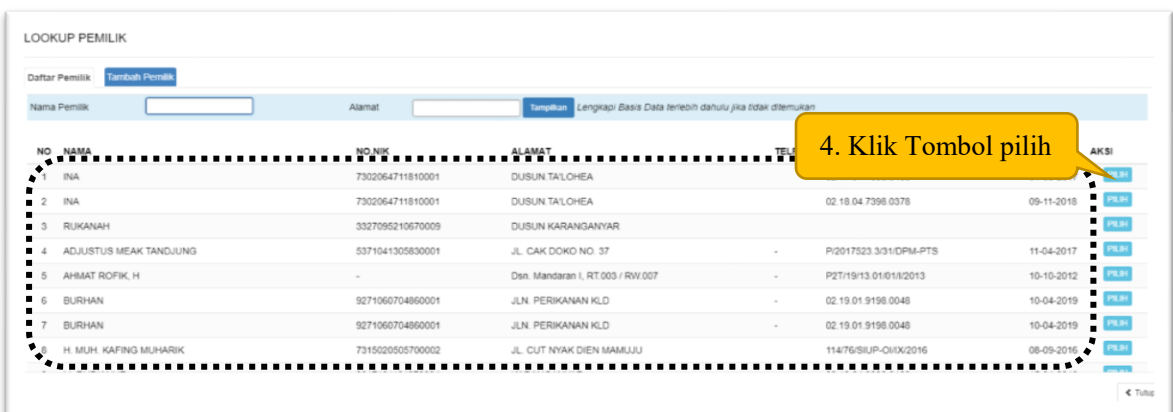 LOOKUP PEMILIK
Daftar Pemilik Tambah Pemilik
Nama Pemilik Alamat Tampilkan Lengkapi Basis Data terlebih dahulu jika tidak ditemukan
4. Klik Tombol pilih
NO NAMA NO.NIK ALAMAT AKSI
1 INA 7302064711810001 DUSUN.TA'LOHEA PILIH
2 INA 7302064711810001 DUSUN.TA'LOHEA 02.18.04.7398.0378 09-11-2018 PILIH
3 RUKANAH 3327095210670009 DUSUN KARANGANYAR PILIH
4 ADJUSTUS MEAK TANDJUNG 5371041305830001 JL. CAK DOKO NO. 37 - P/2017523.3/31/DPM-PTS 11-04-2017 PILIH
5 AHMAT ROFIK, H - Dsn. Mandaran I, RT.003 / RW.007 - P2T/19/13.01/01/I/2013 10-10-2012 PILIH
6 BURHAN 9271060704860001 JLN. PERIKANAN KLD - 02.19.01.9198.0048 10-04-2019 PILIH
7 BURHAN 9271060704860001 JLN. PERIKANAN KLD - 02.19.01.9198.0048 10-04-2019 PILIH
8 H. MUH. KAFING MUHARIK 7315020505700002 JL. CUT NYAK DIEN MAMUJU 114/76/SIUP-OI/IX/2016 08-09-2016 PILIH